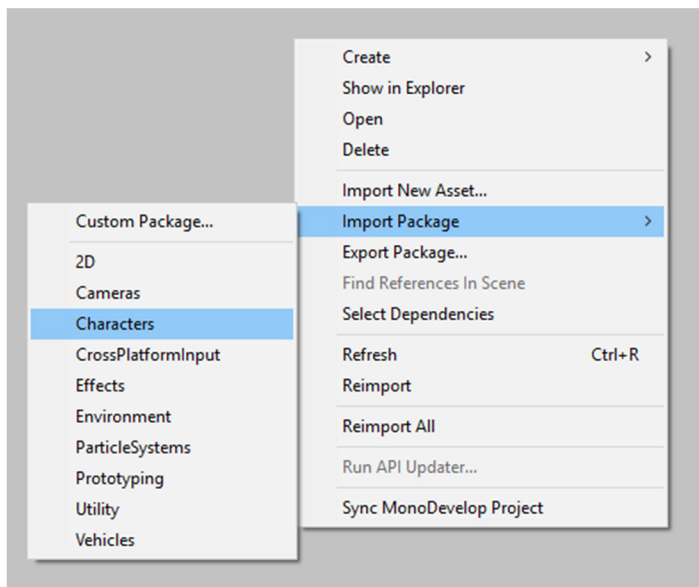 Create
Show in Explorer
Open
Delete
Import New Asset...
Import Package
Export Package...
Find References In Scene
Select Dependencies
Refresh Ctrl+R
Reimport
Reimport All
Run API Updater...
Sync MonoDevelop Project
Custom Package...
2D
Cameras
Characters
CrossPlatformInput
Effects
Environment
ParticleSystems
Prototyping
Utility
Vehicles